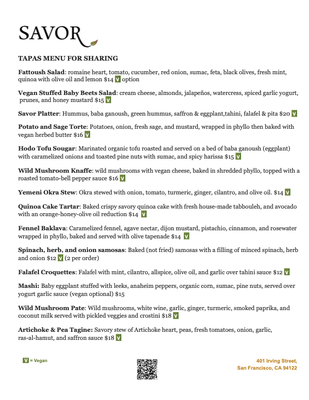 SAVOR
TAPAS MENU FOR SHARING
Fattoush Salad: romaine heart, tomato, cucumber, red onion, sumac, feta, black olives, fresh mint,
quinoa with olive oil and lemon $14 V option
Vegan Stuffed Baby Beets Salad: cream cheese, almonds, jalapeños, watercress, spiced garlic yogurt,
prunes, and honey mustard $15 V
Savor Platter: Hummus, baba ganoush, green hummus, saffron & eggplant,tahini, falafel & pita $20 V
Potato and Sage Torte: Potatoes, onion, fresh sage, and mustard, wrapped in phyllo then baked with
vegan herbed butter $16 V
Hodo Tofu Sougar: Marinated organic tofu roasted and served on a bed of baba ganoush (eggplant)
with caramelized onions and toasted pine nuts with sumac, and spicy harissa $15 V
Wild Mushroom Knaffe: wild mushrooms with vegan cheese, baked in shredded phyllo, topped with a
roasted tomato-bell pepper sauce $16 V
Yemeni Okra Stew: Okra stewed with onion, tomato, turmeric, ginger, cilantro, and olive oil. $14 V
Quinoa Cake Tartar: Baked crispy savory quinoa cake with fresh house-made tabbouleh, and avocado
with an orange-honey-olive oil reduction $14 V
Fennel Baklava: Caramelized fennel, agave nectar, dijon mustard, pistachio, cinnamon, and rosewater
wrapped in phyllo, baked and served with olive tapenade $14 V
Spinach, herb, and onion samosas: Baked (not fried) samosas with a filling of minced spinach, herb
and onion $12 V (2 per order)
Falafel Croquettes: Falafel with mint, cilantro, allspice, olive oil, and garlic over tahini sauce $12 V
Mashi: Baby eggplant stuffed with leeks, anaheim peppers, organic corn, sumac, pine nuts, served over
yogurt garlic sauce (vegan optional) $15
Wild Mushroom Pate: Wild mushrooms, white wine, garlic, ginger, turmeric, smoked paprika, and
coconut milk served with pickled veggies and crostini $18 V
Artichoke & Pea Tagine: Savory stew of Artichoke heart, peas, fresh tomatoes, onion, garlic,
ras-al-hamut, and saffron sauce $18 V
V = Vegan
401 Irving Street,
San Francisco, CA 94122